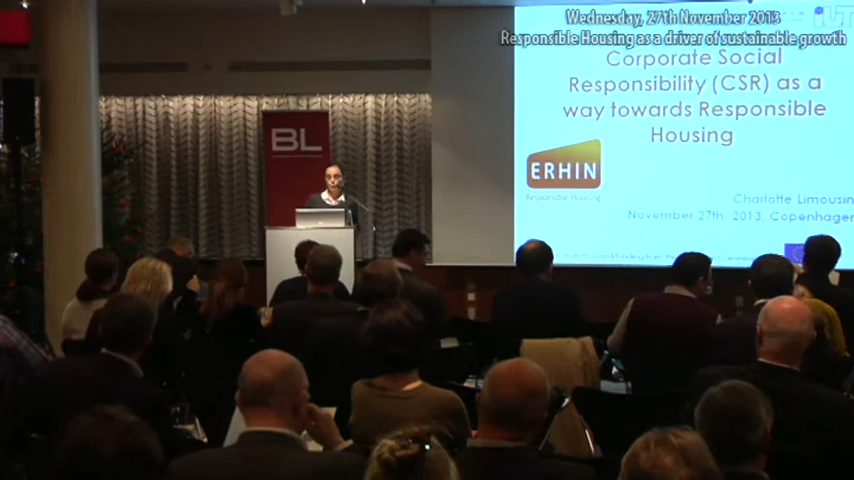 Wednesday, 27th November 2013
Responsible Housing as a driver of sustainable growth
Corporate Social
Responsibility (CSR) as a
way towards Responsible
Housing
BL
ERHIN
Responsible Housing
Charlotte Limousin
November 27th, 2013, Copenhagen